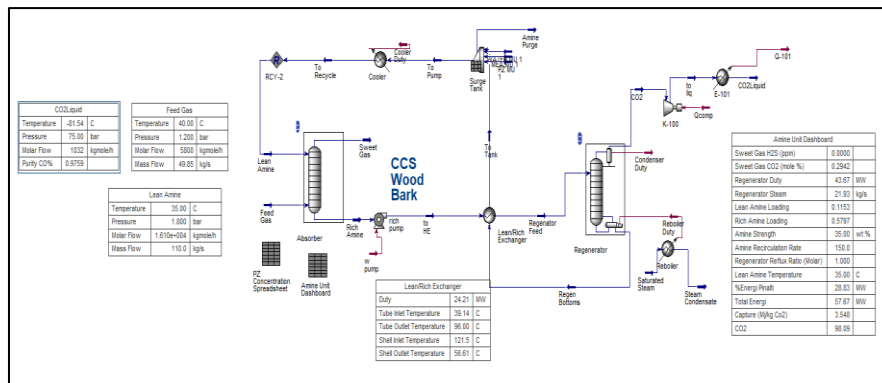 Amine
Purge
Cooler
Duty
To
Recycle
To
Pump
RCY-2
Cooler
Surge
Tank
PZ MU
1
Q-101
CO2
to
liq
E-101
CO2Liquid
K-100
Qcomp
CO2Liquid
Temperature -81.54 C
Pressure 75.00 bar
Molar Flow 1032 kgmole/h
Purity CO% 0.9759
Feed Gas
Temperature 40.00 C
Pressure 1.200 bar
Molar Flow 5800 kgmole/h
Mass Flow 49.85 kg/s
Lean
Amine
Sweet
Gas
To
Tank
Condenser
Duty
CCS
Wood
Bark
Feed
Gas
Rich
Amine
rich
pump
to
HE
Lean/Rich
Exchanger
Regenator
Feed
Reboiler
Duty
Absorber
Regenerator
Reboiler
w
pump
Saturated
Steam
Steam
Condensate
Regen
Bottoms
Lean Amine
Temperature 35.00 C
Pressure 1.800 bar
Molar Flow 1.610e+004 kgmole/h
Mass Flow 110.0 kg/s
PZ
Concentration
Spreadsheet
Amine Unit
Dashboard
Lean/Rich Exchanger
Duty 24.21 MW
Tube Inlet Temperature 39.14 C
Tube Outlet Temperature 96.00 C
Shell Inlet Temperature 121.5 C
Shell Outlet Temperature 56.61 C
Amine Unit Dashboard
Sweet Gas H2S (ppm) 0.0000
Sweet Gas CO2 (mole %) 0.2942
Regenerator Duty 43.67 MW
Regenerator Steam 21.93 kg/s
Lean Amine Loading 0.1153
Rich Amine Loading 0.5797
Amine Strength 35.00 wt %
Amine Recirculation Rate 150.0
Regenerator Reflux Ratio (Molar) 1.000
Lean Amine Temperature 35.00 C
%Energi Pinalti 28.83 MW
Total Energi 57.67 MW
Capture (Mj/kg Co2) 3.548
CO2 98.09